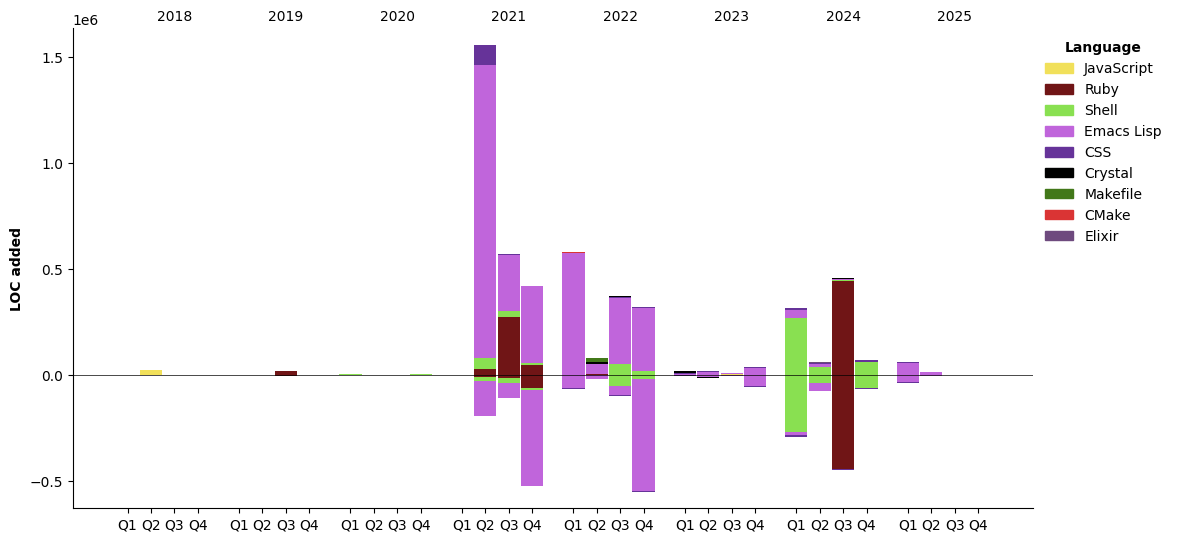 1e6
2018 2019 2020 2021 2022 2023 2024 2025
LOC added
1.5
1.0
0.5
0.0
−0.5
Q1 Q2 Q3 Q4 Q1 Q2 Q3 Q4 Q1 Q2 Q3 Q4 Q1 Q2 Q3 Q4 Q1 Q2 Q3 Q4 Q1 Q2 Q3 Q4 Q1 Q2 Q3 Q4 Q1 Q2 Q3 Q4
Language
JavaScript
Ruby
Shell
Emacs Lisp
CSS
Crystal
Makefile
CMake
Elixir